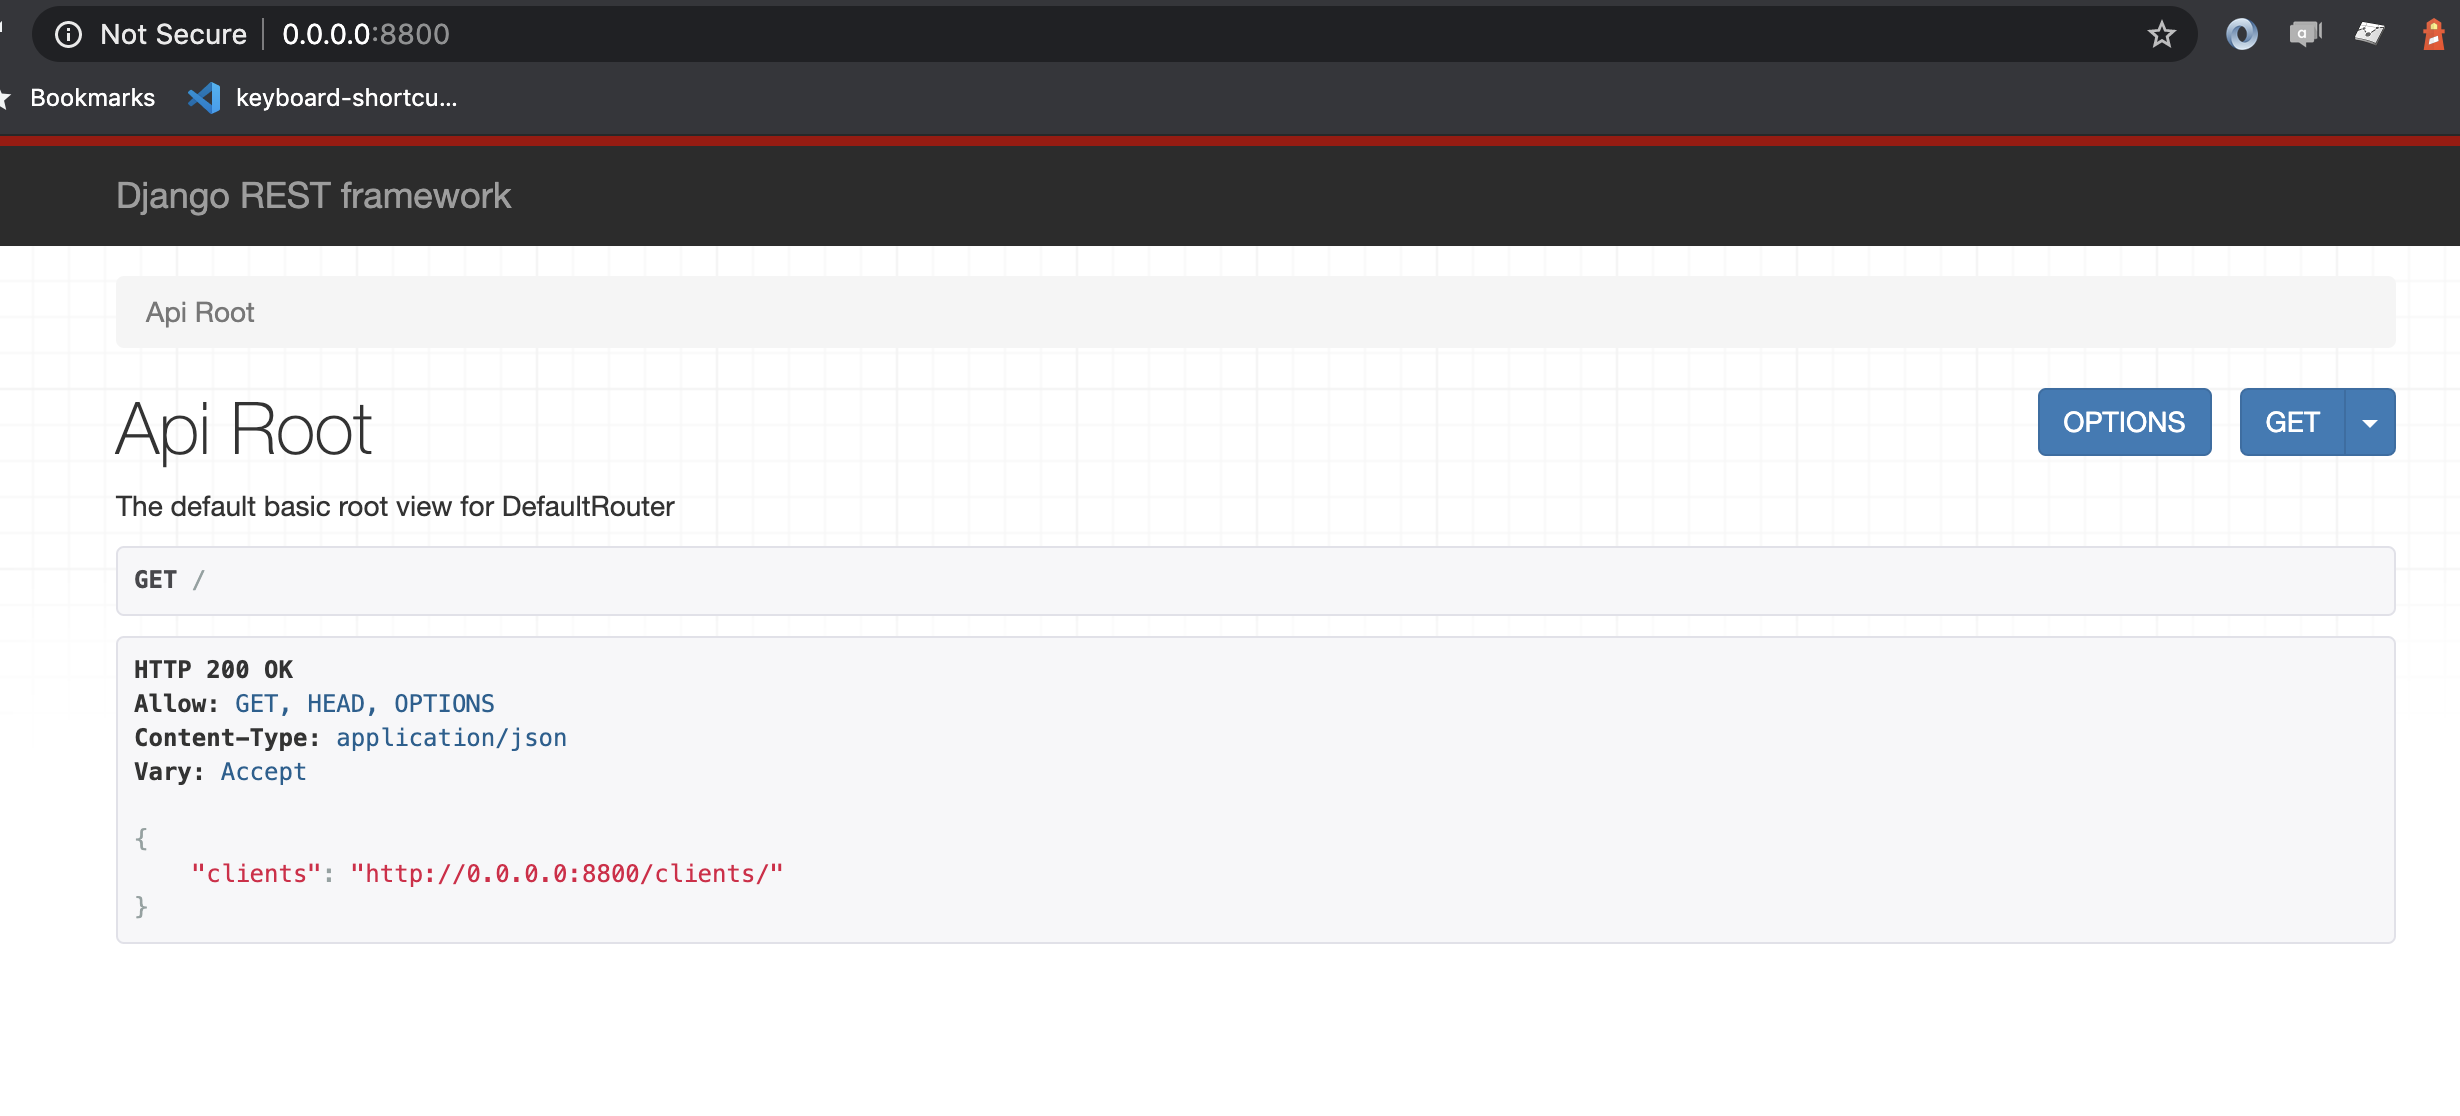 Not Secure | 0.0.0.0:8800
Bookmarks keyboard-shortcu...
Django REST framework
Api Root
Api Root
OPTIONS GET
The default basic root view for DefaultRouter
GET /
HTTP 200 OK
Allow: GET, HEAD, OPTIONS
Content-Type: application/json
Vary: Accept
{
"clients": "http://0.0.0.0:8800/clients/"
}